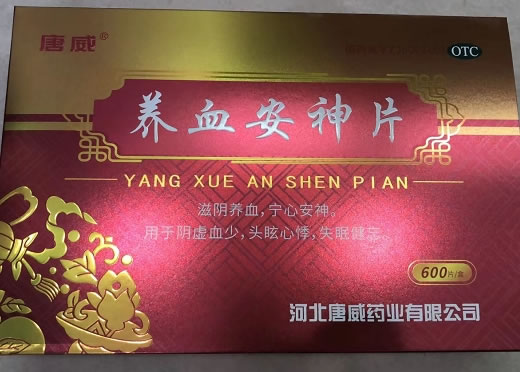 唐威®
OTC
养血安神片
YANG XUE AN SHEN PIAN
滋阴养血,宁心安神。
用于阴虚血少,头眩心悸,失眠健忘。
600片/盒
河北唐威药业有限公司